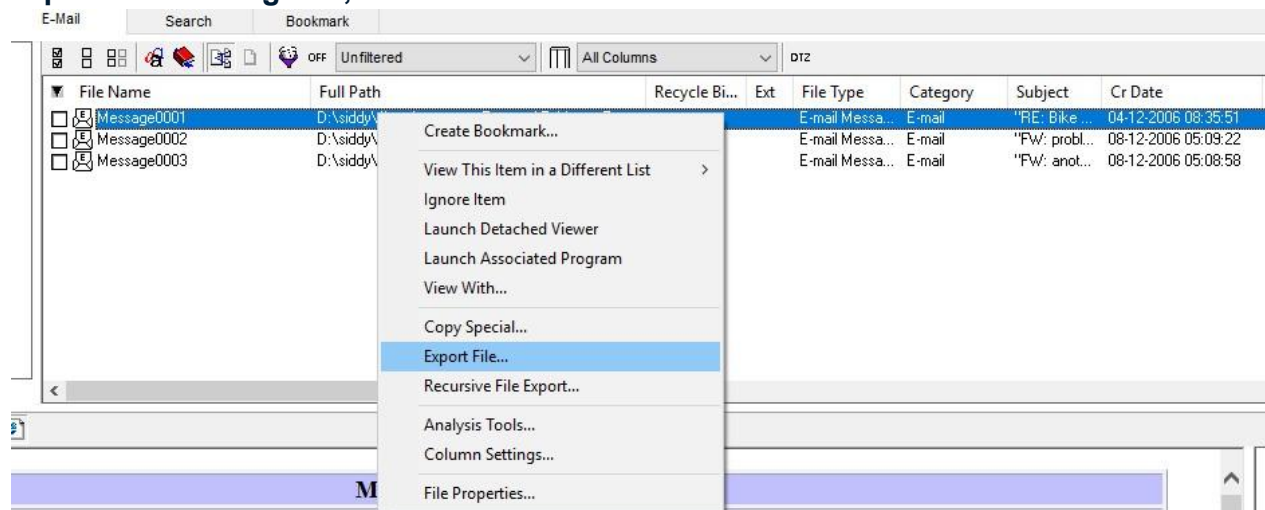 E-Mail Search Bookmark
OFF Unfiltered All Columns DTZ
File Name Full Path Recycle Bi... Ext File Type Category Subject Cr Date
Message0001 D:\siddy\ E-mail Messa... E-mail "RE: Bike ... 04-12-2006 08:35:51
Message0002 D:\siddy\ E-mail Messa... E-mail "FW: probl... 08-12-2006 05:09:22
Message0003 D:\siddy\ E-mail Messa... E-mail "FW: anot... 08-12-2006 05:08:58
Create Bookmark...
View This Item in a Different List >
Ignore Item
Launch Detached Viewer
Launch Associated Program
View With...
Copy Special...
Export File...
Recursive File Export...
Analysis Tools...
Column Settings...
M
File Properties...